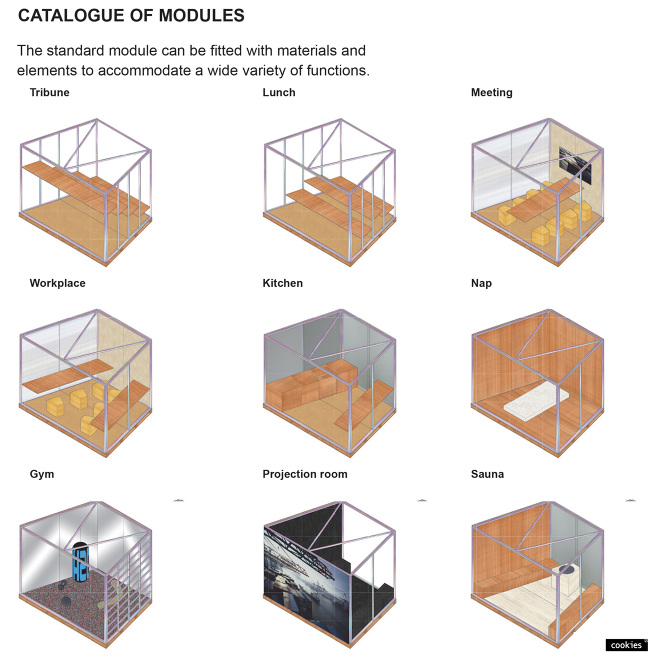 CATALOGUE OF MODULES
The standard module can be fitted with materials and
elements to accommodate a wide variety of functions.
Tribune
Lunch
Meeting
Workplace
Kitchen
Nap
Gym
Projection room
Sauna
cookies